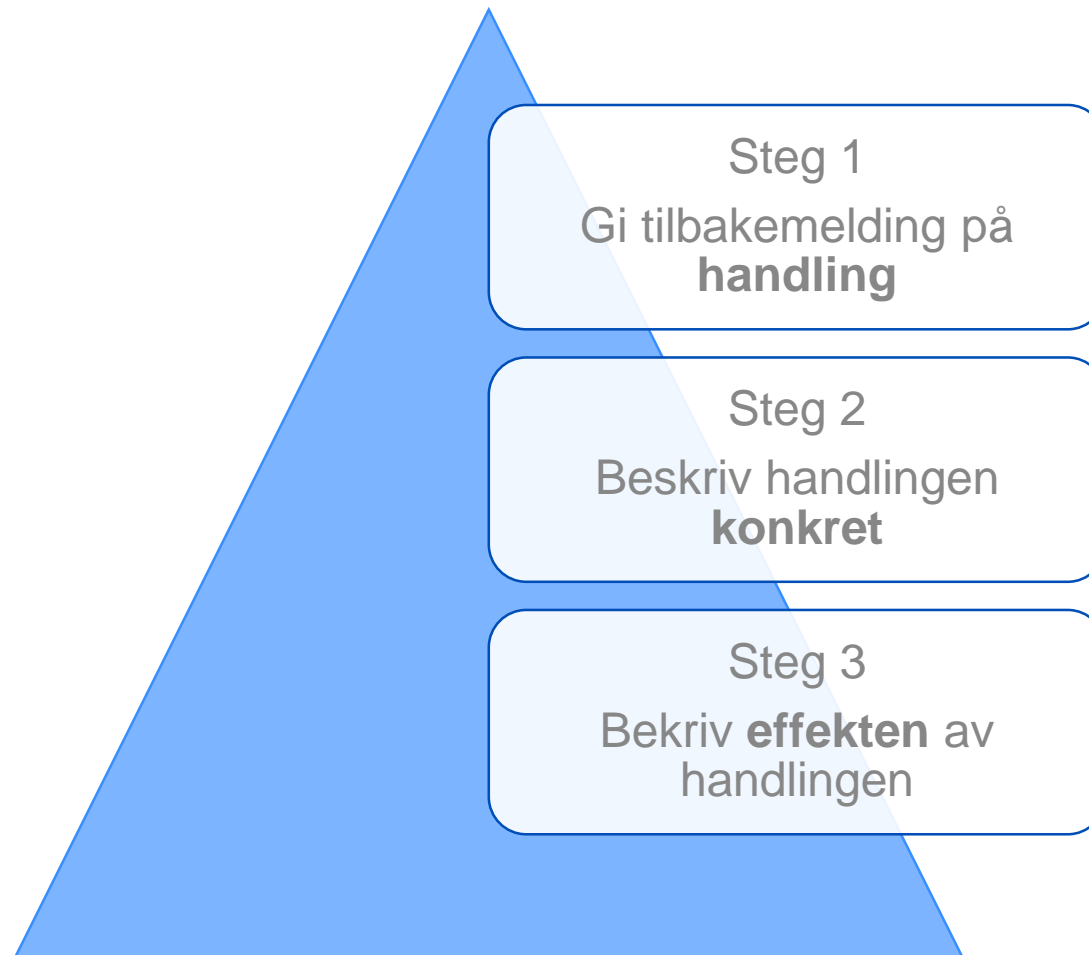 Steg 1
Gi tilbakemelding på
handling
Steg 2
Beskriv handlingen
konkret
Steg 3
Bekriv effekten av
handlingen